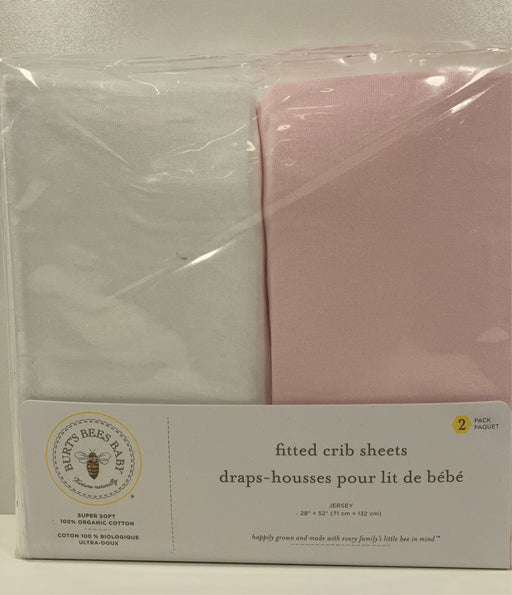 BURT'S BEES BABY
Nurture naturally
®
SUPER SOFT
100% ORGANIC COTTON
COTON 100 % BIOLOGIQUE
ULTRA-DOUX
2 PACK
PAQUET
fitted crib sheets
draps-housses pour lit de bébé
JERSEY
28" × 52" (71 cm × 132 cm)
happily grown and made with every family's little bee in mind™